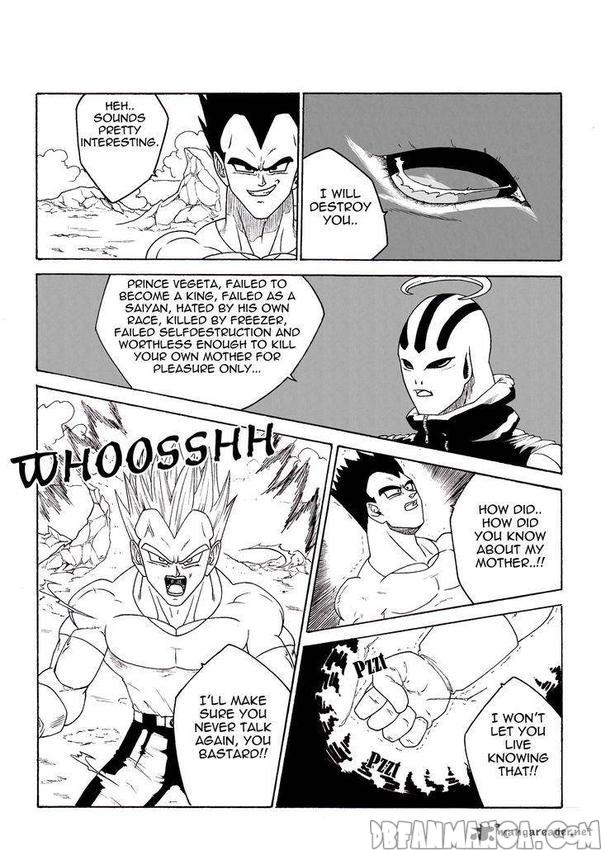 HEH..
SOUNDS
PRETTY
INTERESTING.
I WILL
DESTROY
YOU..
PRINCE VEGETA, FAILED TO
BECOME A KING, FAILED AS A
SAIYAN, HATED BY HIS OWN
RACE, KILLED BY FREEZER,
FAILED SELFDESTRUCTION AND
WORTHLESS ENOUGH TO KILL
YOUR OWN MOTHER FOR
PLEASURE ONLY...
WHOOSSHH
HOW DID..
HOW DID
YOU KNOW
ABOUT MY
MOTHER..!!
PZZT
PZZT
I WON'T
LET YOU
LIVE
KNOWING
THAT!!
I'LL MAKE
SURE YOU
NEVER TALK
AGAIN, YOU
BASTARD!!
mangareader.net
DBFANMANGA.COM